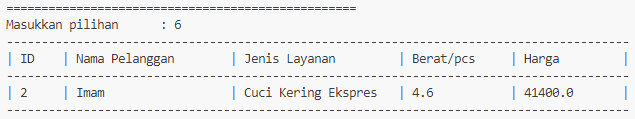 ==================================================
Masukkan pilihan      : 6
-----------------------------------------------------------------------------------------
| ID    | Nama Pelanggan        | Jenis Layanan         | Berat/pcs     | Harga         |
-----------------------------------------------------------------------------------------
| 2     | Imam                  | Cuci Kering Ekspres   | 4.6           | 41400.0       |
-----------------------------------------------------------------------------------------